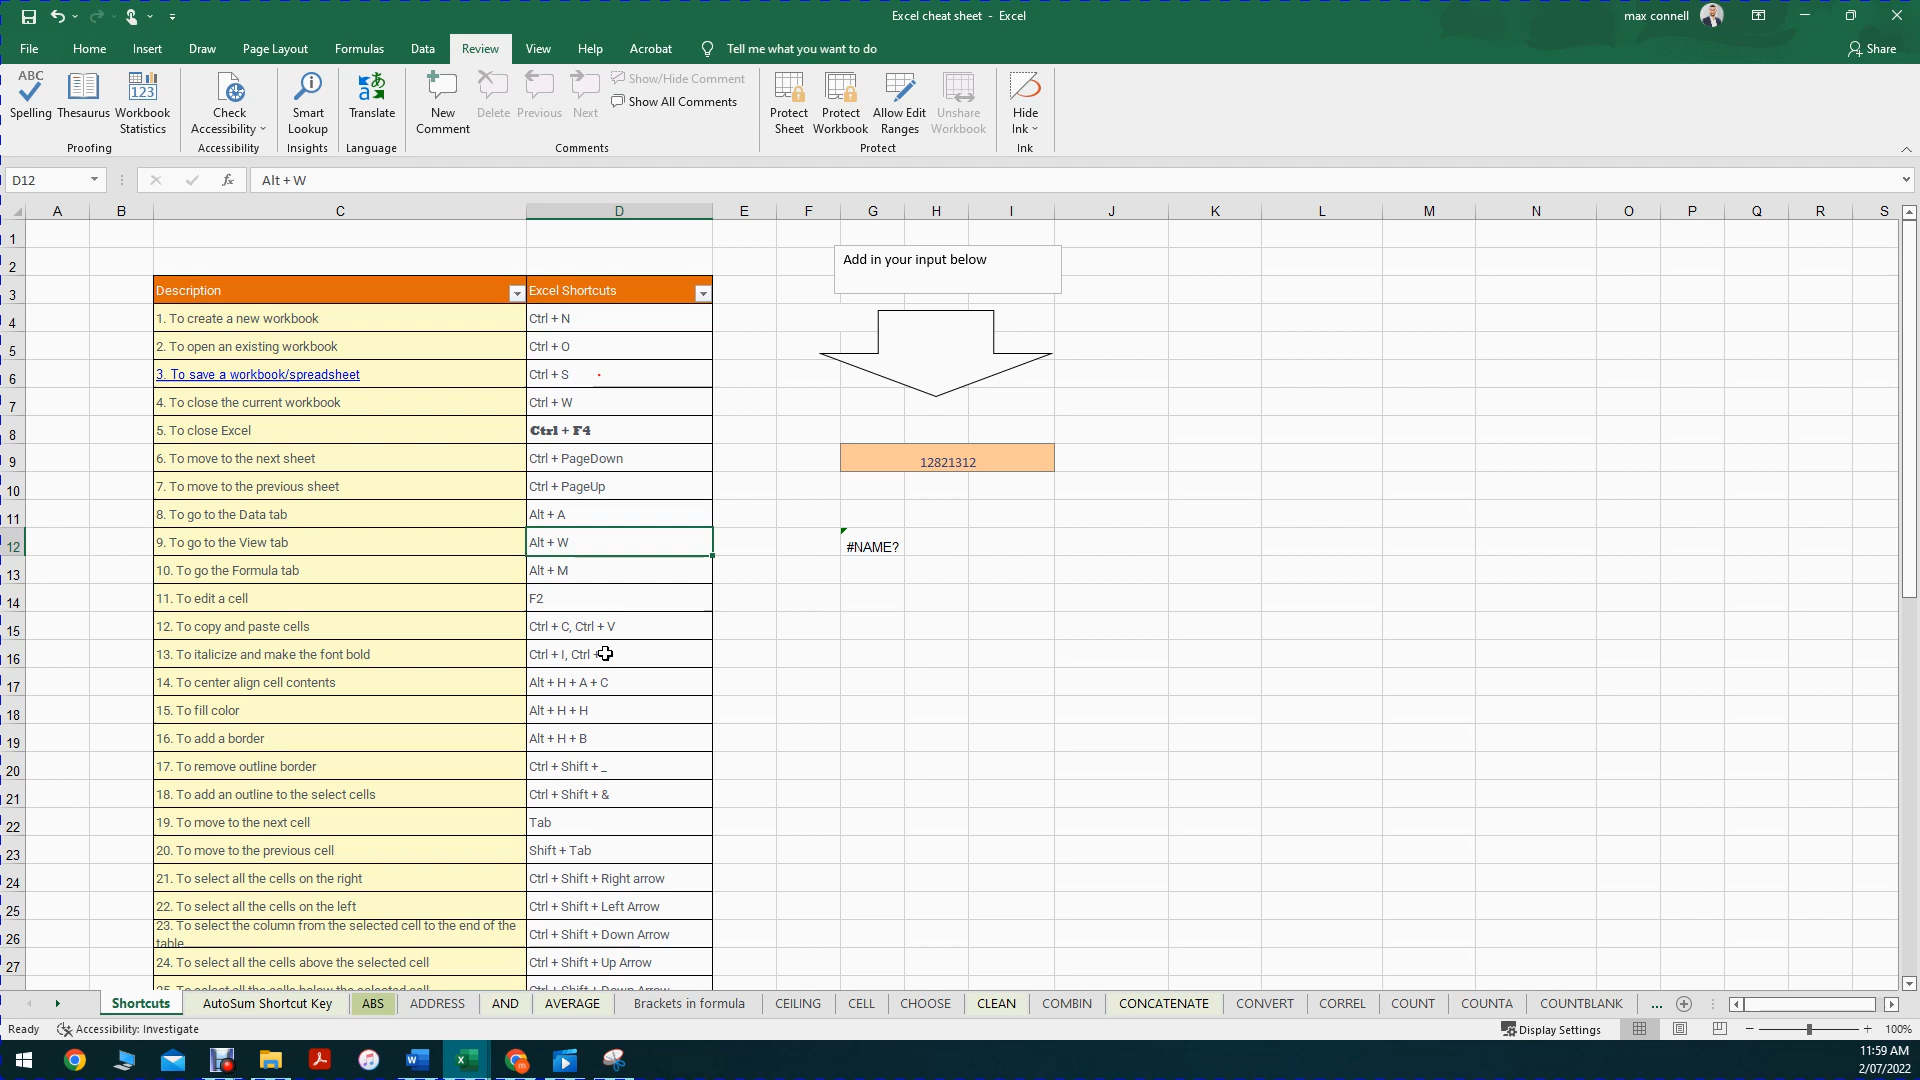 Excel cheat sheet - Excel
max connell
File Home Insert Draw Page Layout Formulas Data Review View Help Acrobat Tell me what you want to do Share
ABC
Spelling
Thesaurus
123
Workbook
Statistics
Proofing
Check
Accessibility
Accessibility
Smart
Lookup
Insights
Translate
Language
New
Comment
Delete
Previous
Next
Show/Hide Comment
Show All Comments
Comments
Protect
Sheet
Protect
Workbook
Allow Edit
Ranges
Unshare
Workbook
Protect
Hide
Ink
Ink
D12 fx Alt + W
A B C D E F G H I J K L M N O P Q R S
1
2
Add in your input below
3 Description Excel Shortcuts
4 1. To create a new workbook Ctrl + N
5 2. To open an existing workbook Ctrl + O
6 3. To save a workbook/spreadsheet Ctrl + S
7 4. To close the current workbook Ctrl + W
8 5. To close Excel Ctrl + F4
9 6. To move to the next sheet Ctrl + PageDown 12821312
10 7. To move to the previous sheet Ctrl + PageUp
11 8. To go to the Data tab Alt + A
12 9. To go to the View tab Alt + W #NAME?
13 10. To go the Formula tab Alt + M
14 11. To edit a cell F2
15 12. To copy and paste cells Ctrl + C, Ctrl + V
16 13. To italicize and make the font bold Ctrl + I, Ctrl +
17 14. To center align cell contents Alt + H + A + C
18 15. To fill color Alt + H + H
19 16. To add a border Alt + H + B
20 17. To remove outline border Ctrl + Shift + _
21 18. To add an outline to the select cells Ctrl + Shift + &
22 19. To move to the next cell Tab
23 20. To move to the previous cell Shift + Tab
24 21. To select all the cells on the right Ctrl + Shift + Right arrow
25 22. To select all the cells on the left Ctrl + Shift + Left Arrow
26 23. To select the column from the selected cell to the end of the
table Ctrl + Shift + Down Arrow
27 24. To select all the cells above the selected cell Ctrl + Shift + Up Arrow
25. To select all the cells below the selected cell Ctrl + Shift + Down Arrow
Shortcuts AutoSum Shortcut Key ABS ADDRESS AND AVERAGE Brackets in formula CEILING CELL CHOOSE CLEAN COMBIN CONCATENATE CONVERT CORREL COUNT COUNTA COUNTBLANK ...
Ready Accessibility: Investigate Display Settings 100%
11:59 AM
2/07/2022